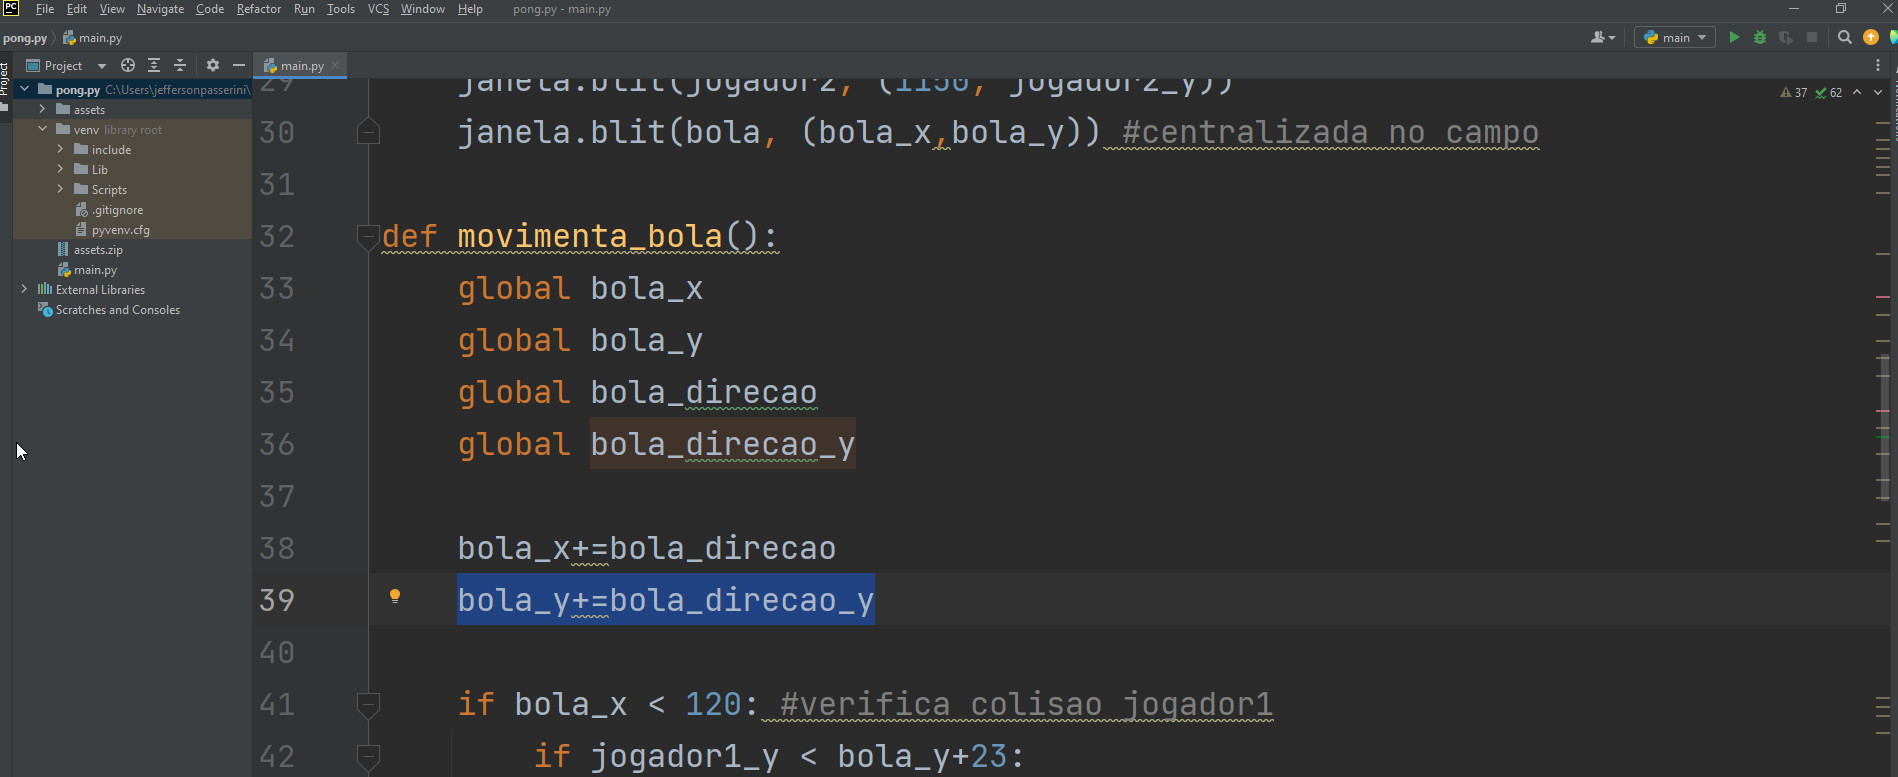 PC File Edit View Navigate Code Refactor Run Tools VCS Window Help pong.py - main.py
pong.py main.py main
Project Project main.py
pong.py C:\Users\jeffersonpasserini\
assets
venv library root
include
Lib
Scripts
.gitignore
pyvenv.cfg
assets.zip
main.py
External Libraries
Scratches and Consoles
37 62
29 janela.blit(jogador2, (1150, jogador2_y))
30 janela.blit(bola, (bola_x,bola_y)) #centralizada no campo
31
32 def movimenta_bola():
33 global bola_x
34 global bola_y
35 global bola_direcao
36 global bola_direcao_y
37
38 bola_x+=bola_direcao
39 bola_y+=bola_direcao_y
40
41 if bola_x < 120: #verifica colisao jogador1
42 if jogador1_y < bola_y+23: